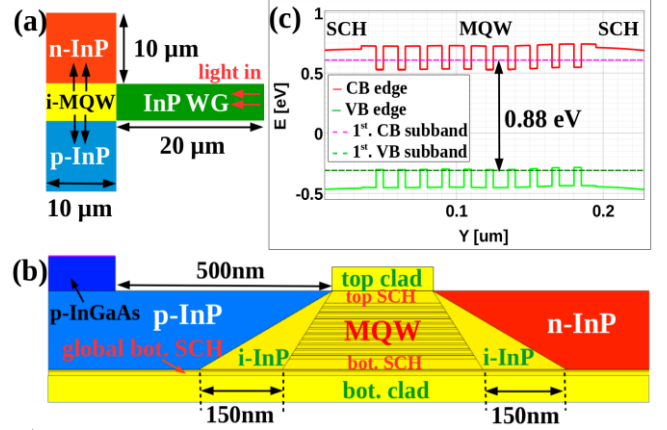 (a)
n-InP
10 µm
light in
i-MQW
InP WG
p-InP
20 µm
10 µm
(c)
E [eV]
1
0.5
0
-0.5
SCH
MQW
SCH
CB edge
VB edge
1st. CB subband
1st. VB subband
0.88 eV
0.1
0.2
Y [um]
(b)
500nm
top clad
p-InGaAs
p-InP
top SCH
MQW
n-InP
global bot. SCH
i-InP
bot. SCH
i-InP
bot. clad
150nm
150nm